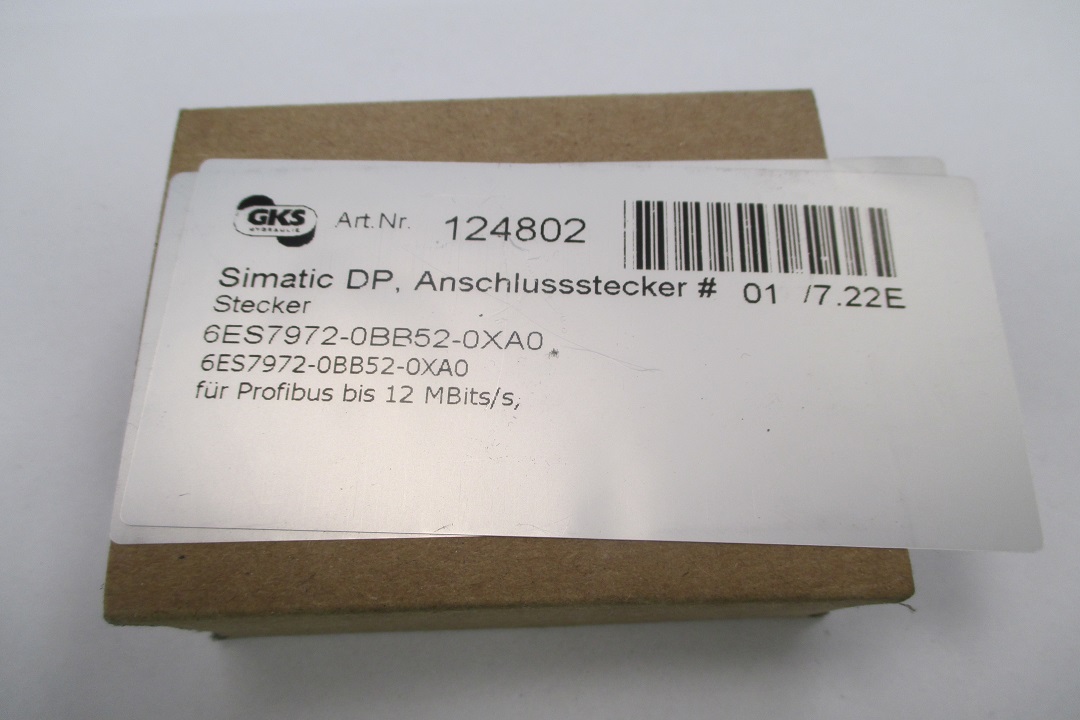 GKS
HYDRAULIK
Art.Nr. 124802
Simatic DP, Anschlussstecker # 01 /7.22E
Stecker
6ES7972-0BB52-0XA0
6ES7972-0BB52-0XA0
für Profibus bis 12 MBits/s,